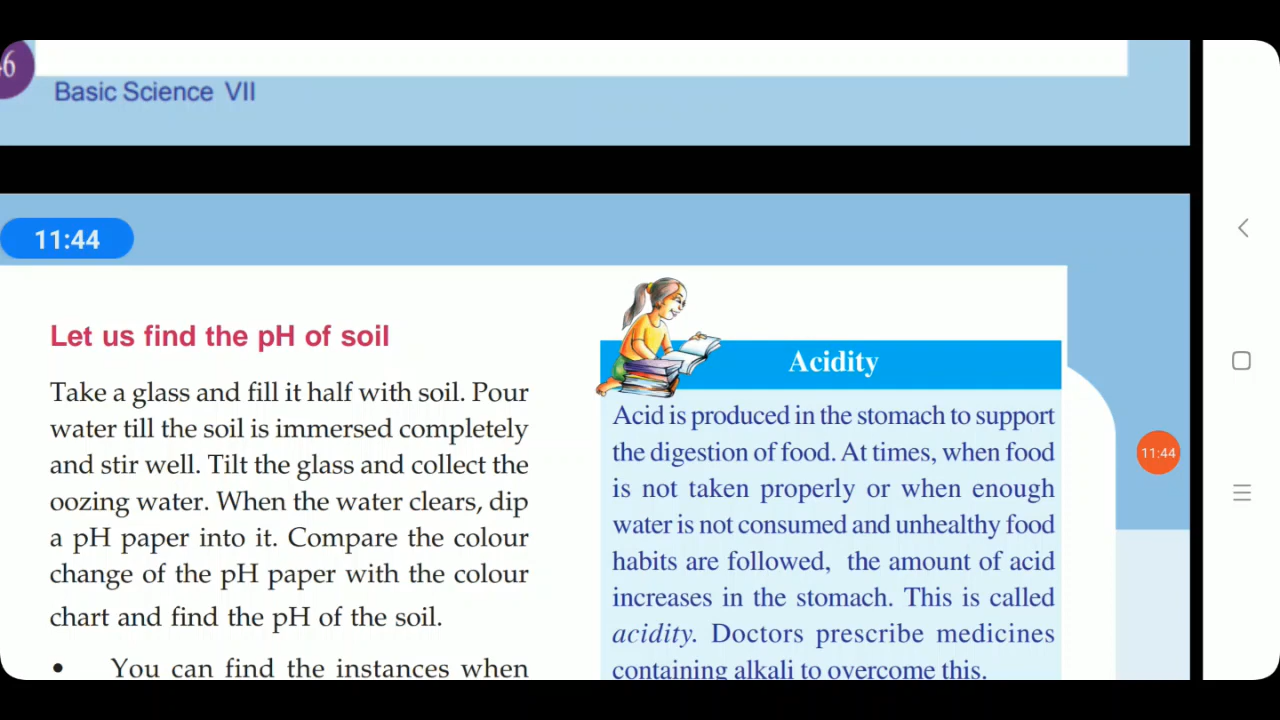 Basic Science VII
11:44
Let us find the pH of soil
Take a glass and fill it half with soil. Pour
water till the soil is immersed completely
and stir well. Tilt the glass and collect the
oozing water. When the water clears, dip
a pH paper into it. Compare the colour
change of the pH paper with the colour
chart and find the pH of the soil.
• You can find the instances when
Acidity
Acid is produced in the stomach to support
the digestion of food. At times, when food
is not taken properly or when enough
water is not consumed and unhealthy food
habits are followed, the amount of acid
increases in the stomach. This is called
acidity. Doctors prescribe medicines
containing alkali to overcome this.
11:44